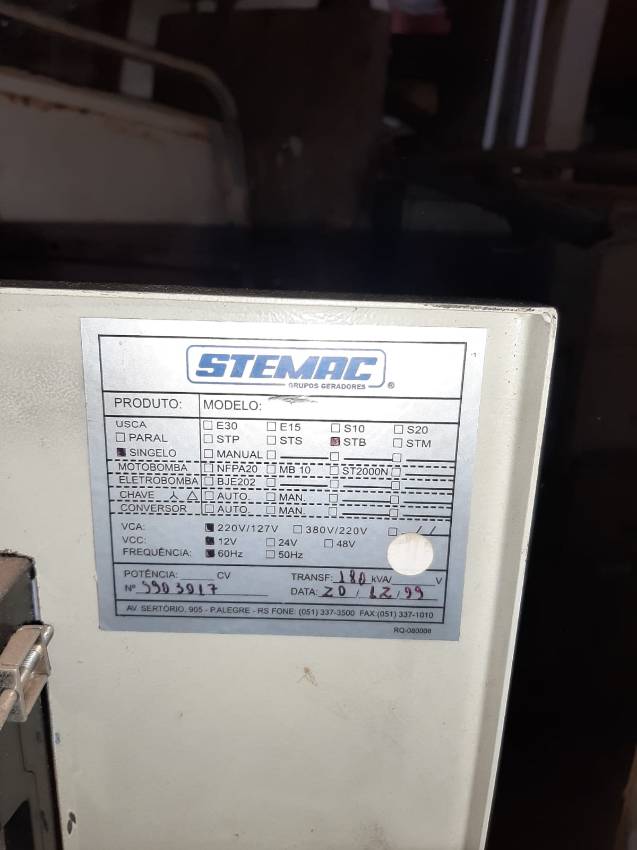 STEMAC
GRUPOS GERADORES ®
PRODUTO: MODELO:
USCA ☐ E30 ☐ E15 ☐ S10 ☐ S20
☐ PARAL ☐ STP ☐ STS ☒ STB ☐ STM
☒ SINGELO ☐ MANUAL ☐ ☐ ☐
MOTOBOMBA ☐ NFPA20 ☐ MB 10 ☐ ST2000N ☐
ELETROBOMBA ☐ BJE202 ☐ ☐ ☐
CHAVE ⅄ △ ☐ AUTO. ☐ MAN. ☐ ☐
CONVERSOR ☐ AUTO. ☐ MAN. ☐ ☐
VCA: ☒ 220V/127V ☐ 380V/220V ☐ / /
VCC: ☒ 12V ☐ 24V ☐ 48V
FREQUÊNCIA: ☒ 60Hz ☐ 50Hz
POTÊNCIA: CV TRANSF: 180 kVA/ V
Nº 9903017 DATA: 20 / 12 / 99
AV. SERTÓRIO, 905 - P.ALEGRE - RS FONE: (051) 337-3500 FAX:(051) 337-1010